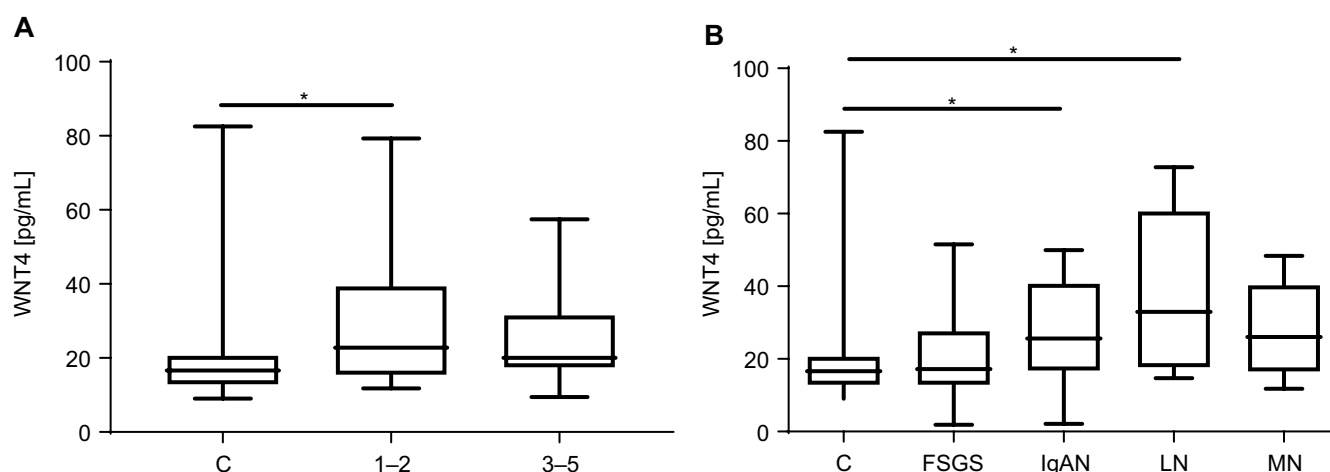 A
WNT4 [pg/mL]
100
80
60
40
20
0
*
C
1–2
3–5
B
WNT4 [pg/mL]
100
80
60
40
20
0
*
*
C
FSGS
IgAN
LN
MN